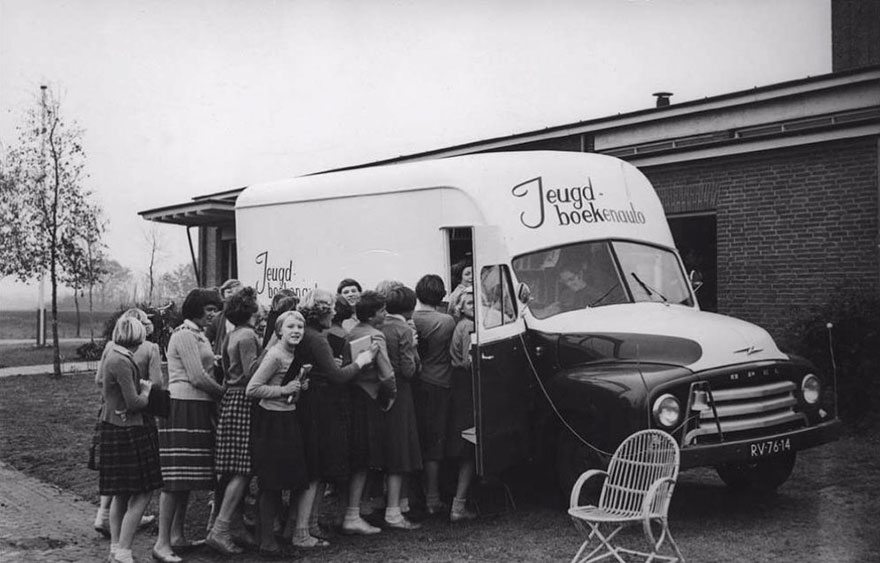 Jeugd-
boekenauto
Jeugd-
OPEL
RV-76-14